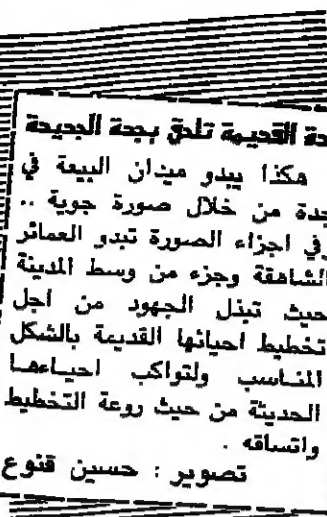 جدة القديمة تلحق بجدة الجديدة
هكذا يبدو ميدان البيعة في
جدة من خلال صورة جوية ..
وفي اجزاء الصورة تبدو العمائر
الشاهقة وجزء من وسط المدينة
حيث تبذل الجهود من اجل
تخطيط احيائها القديمة بالشكل
المناسب ولتواكب احياءها
الحديثة من حيث روعة التخطيط
واتساقه .
تصوير : حسين قنوع